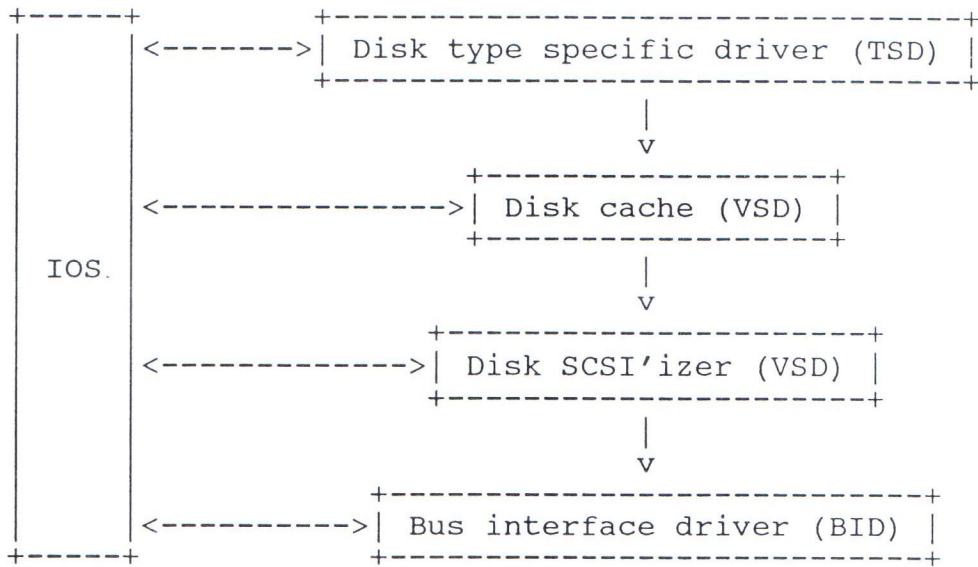 Disk type specific driver (TSD)
v
Disk cache (VSD)
IOS.
v
Disk SCSI'izer (VSD)
v
Bus interface driver (BID)